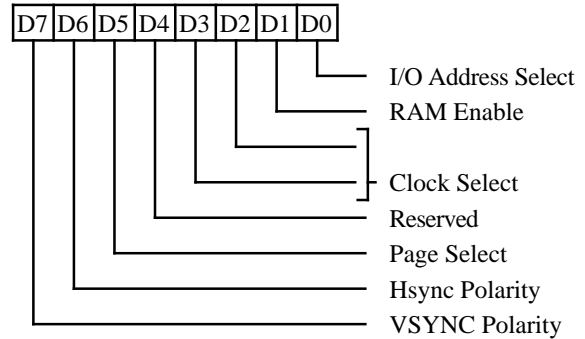 D7 D6 D5 D4 D3 D2 D1 D0
I/O Address Select
RAM Enable
Clock Select
Reserved
Page Select
Hsync Polarity
VSYNC Polarity